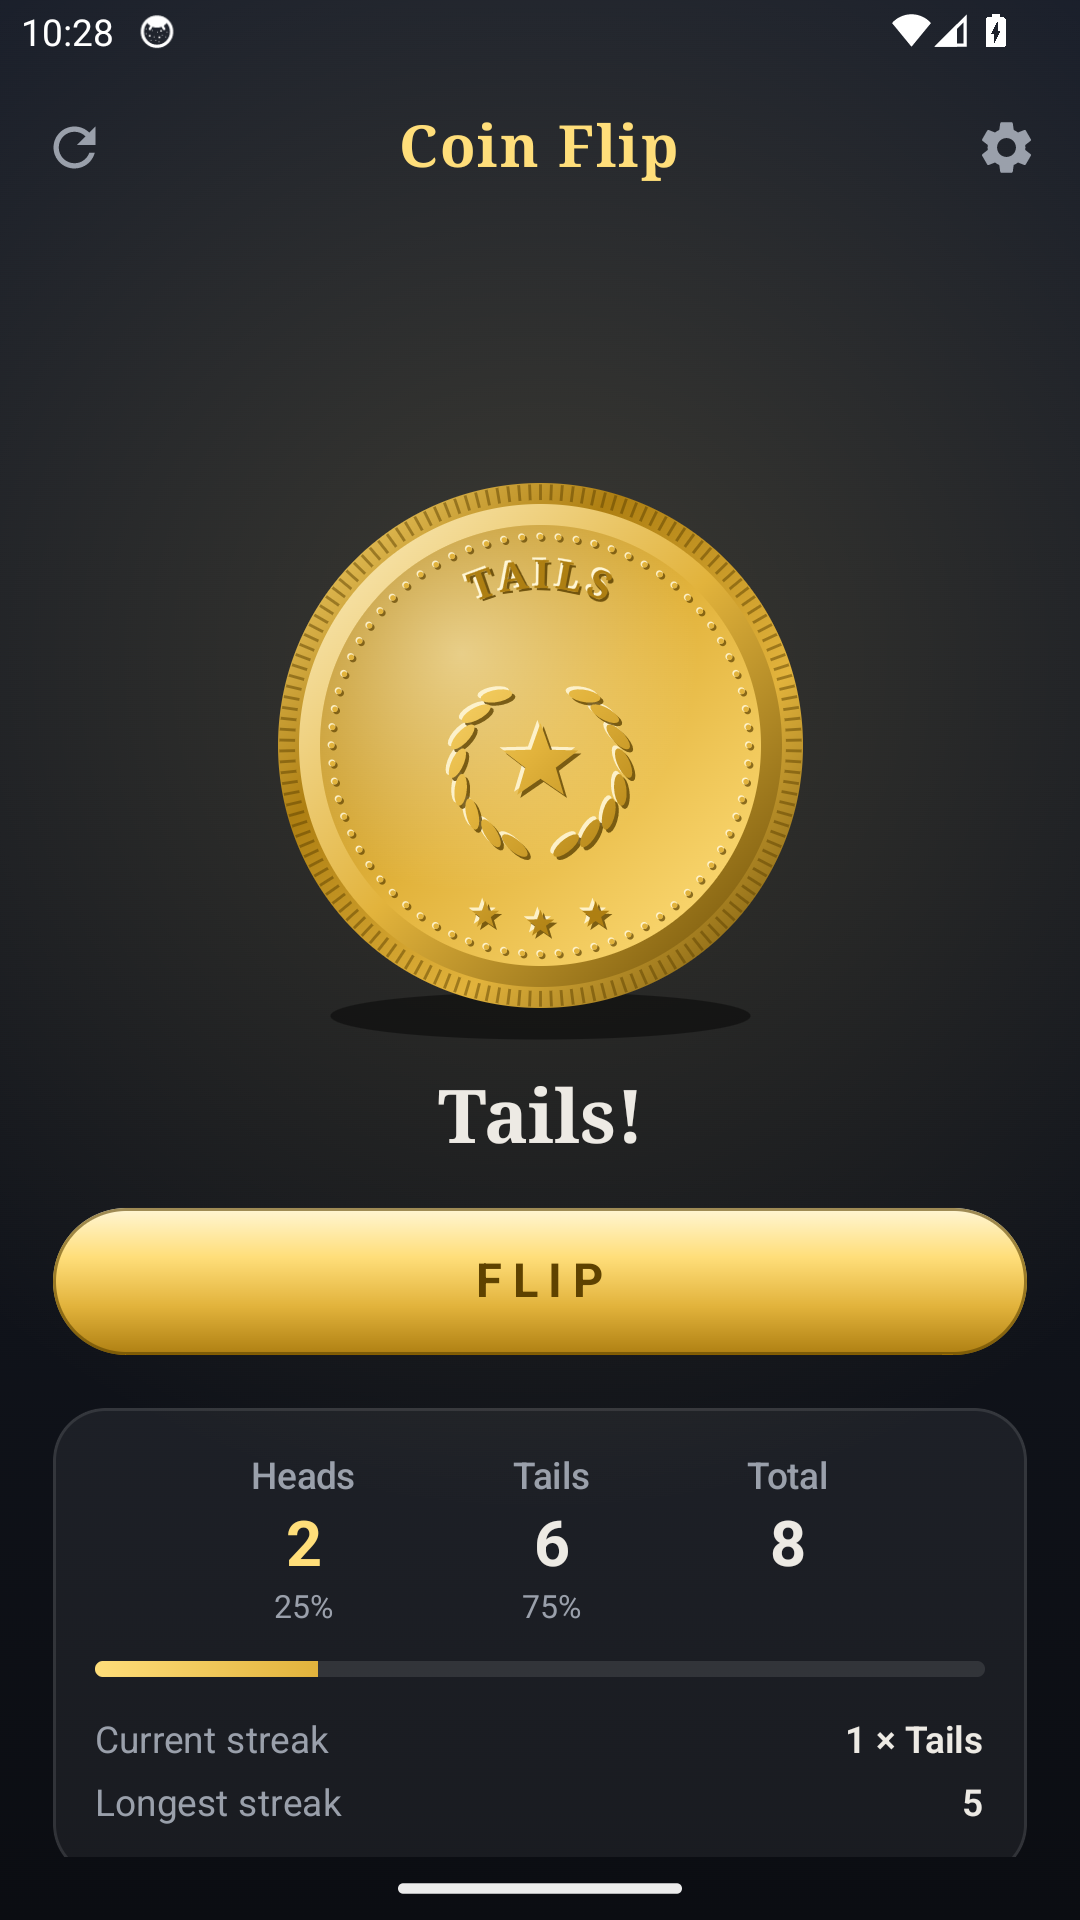 10:28
Coin Flip
TAILS
Tails!
FLIP
Heads Tails Total
2 6 8
25% 75%
Current streak 1 × Tails
Longest streak 5